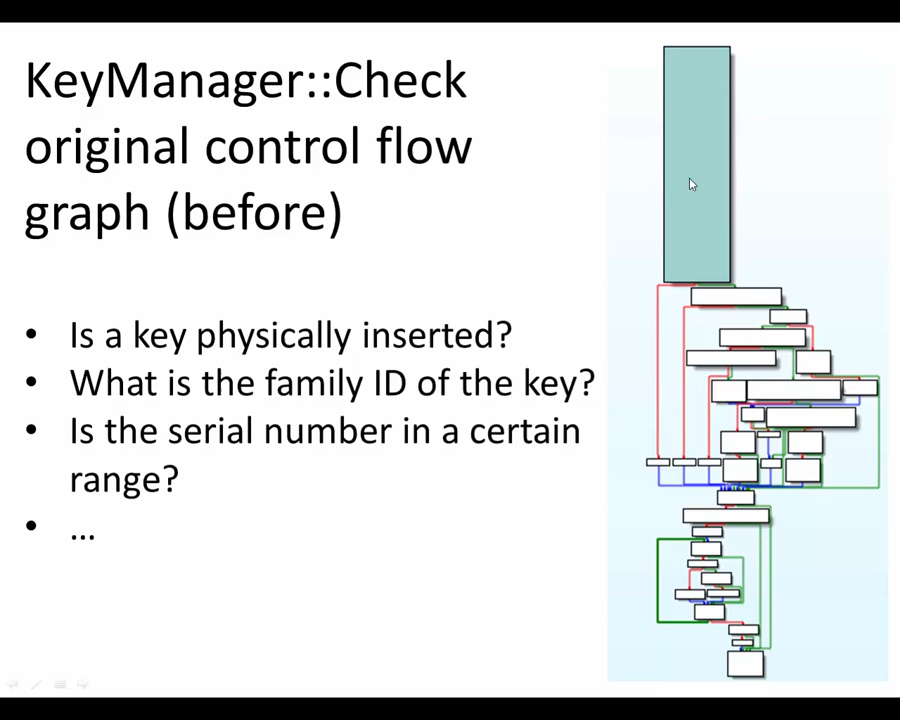 KeyManager::Check
original control flow
graph (before)
• Is a key physically inserted?
• What is the family ID of the key?
• Is the serial number in a certain
range?
• ...